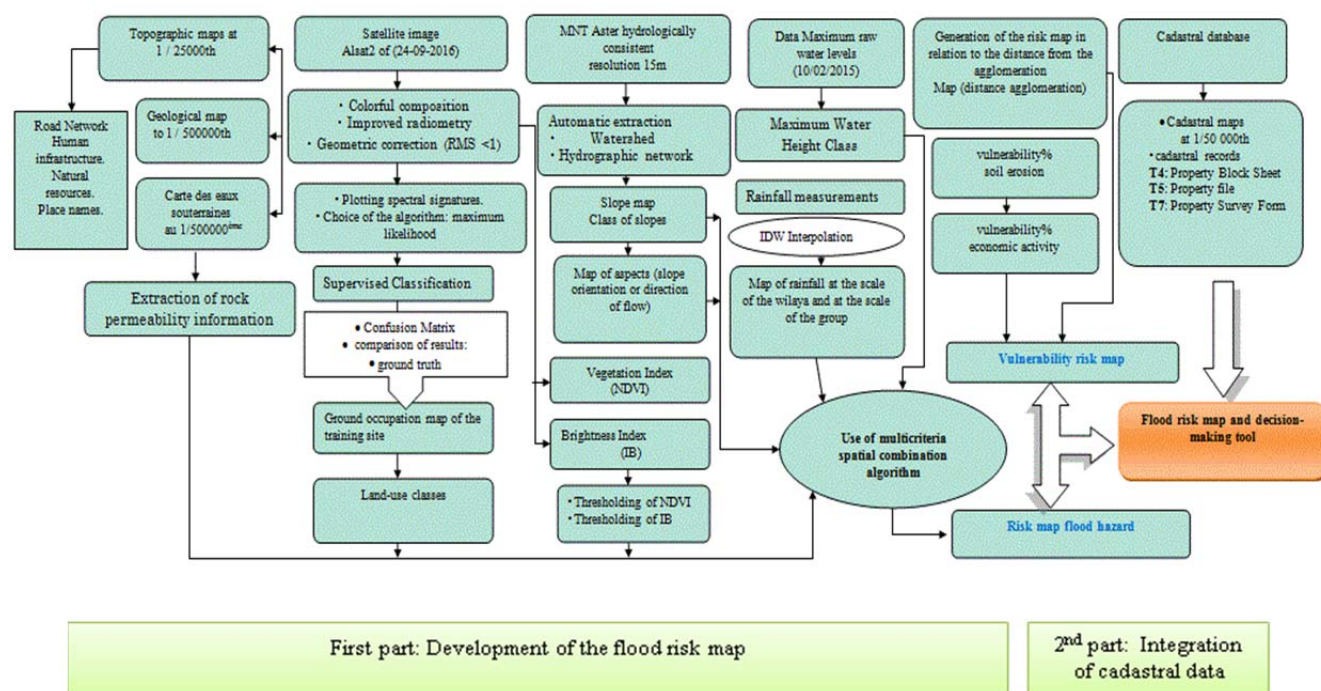 Topographic maps at
1 / 25000th
Road Network
Human
infrastructure.
Natural
resources.
Place names.
Geological map
to 1 / 500000th
Carte des eaux
souterraines
au 1/500000ème
Extraction of rock
permeability information
Satellite image
Alsat2 of (24-09-2016)
• Colorful composition
• Improved radiometry
• Geometric correction (RMS <1)
• Plotting spectral signatures.
• Choice of the algorithm: maximum
likelihood
Supervised Classification
● Confusion Matrix
● comparison of results:
● ground truth
Ground occupation map of the
training site
Land-use classes
MNT Aster hydrologically
consistent
resolution 15m
Automatic extraction
• Watershed
• Hydrographic network
Slope map
Class of slopes
Map of aspects (slope
orientation or direction
of flow)
Vegetation Index
(NDVI)
Brightness Index
(IB)
• Thresholding of NDVI
• Thresholding of IB
Data Maximum raw
water levels
(10/02/2015)
Maximum Water
Height Class
Rainfall measurements
IDW Interpolation
Map of rainfall at the scale
of the wilaya and at the
scale of the group
Use of multicriteria
spatial combination
algorithm
Generation of the risk map in
relation to the distance from the
agglomeration
Map (distance agglomeration)
vulnerability%
soil erosion
vulnerability%
economic activity
Vulnerability risk map
Risk map flood hazard
Cadastral database
● Cadastral maps
at 1/50 000th
• cadastral records
T4: Property Block Sheet
T5: Property file
T7: Property Survey Form
Flood risk map and decision-
making tool
First part: Development of the flood risk map
2nd part: Integration
of cadastral data